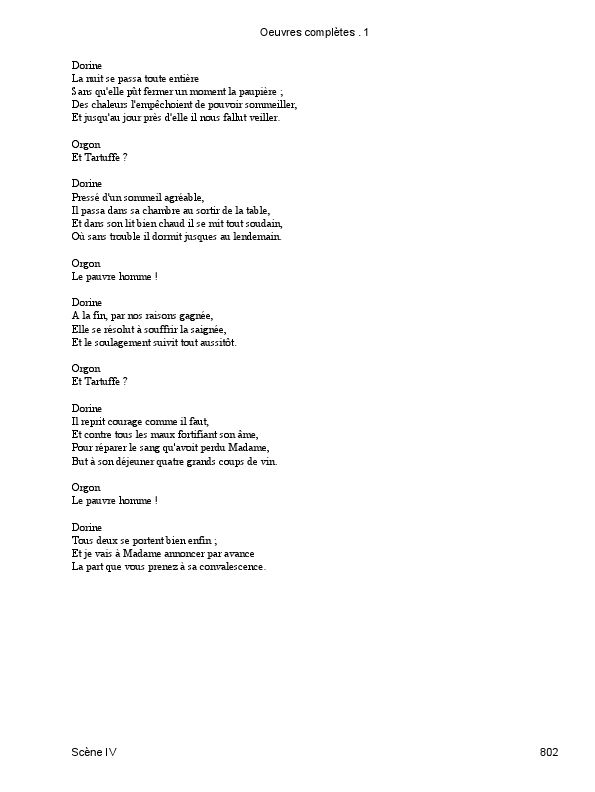 Oeuvres complètes . 1
Dorine
La nuit se passa toute entière
Sans qu'elle pût fermer un moment la paupière ;
Des chaleurs l'empêchoient de pouvoir sommeiller,
Et jusqu'au jour près d'elle il nous fallut veiller.
Orgon
Et Tartuffe ?
Dorine
Pressé d'un sommeil agréable,
Il passa dans sa chambre au sortir de la table,
Et dans son lit bien chaud il se mit tout soudain,
Où sans trouble il dormit jusques au lendemain.
Orgon
Le pauvre homme !
Dorine
A la fin, par nos raisons gagnée,
Elle se résolut à souffrir la saignée,
Et le soulagement suivit tout aussitôt.
Orgon
Et Tartuffe ?
Dorine
Il reprit courage comme il faut,
Et contre tous les maux fortifiant son âme,
Pour réparer le sang qu'avoit perdu Madame,
But à son déjeuner quatre grands coups de vin.
Orgon
Le pauvre homme !
Dorine
Tous deux se portent bien enfin ;
Et je vais à Madame annoncer par avance
La part que vous prenez à sa convalescence.
Scène IV
802